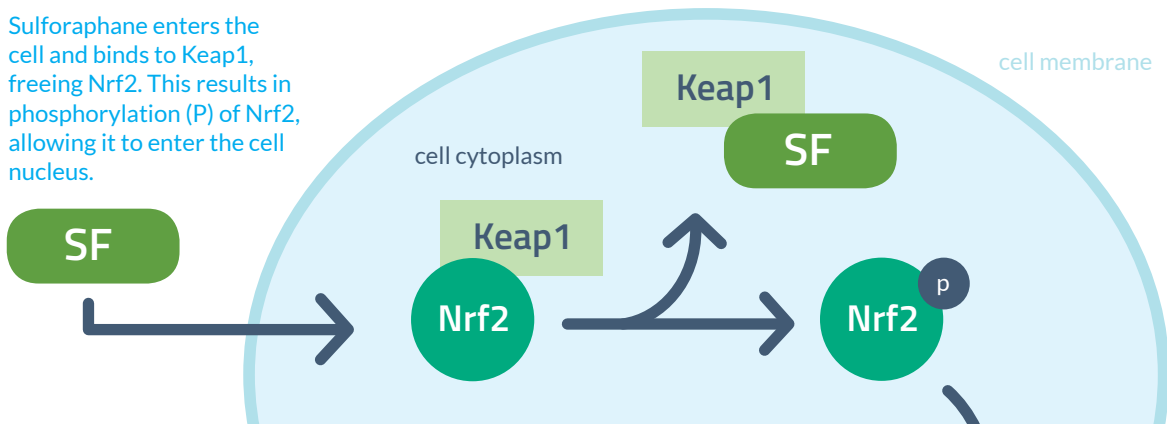 Sulforaphane enters the
cell and binds to Keap1,
freeing Nrf2. This results in
phosphorylation (P) of Nrf2,
allowing it to enter the cell
nucleus.
cell membrane
Keap1
SF
cell cytoplasm
SF
Keap1
Nrf2
Nrf2
p